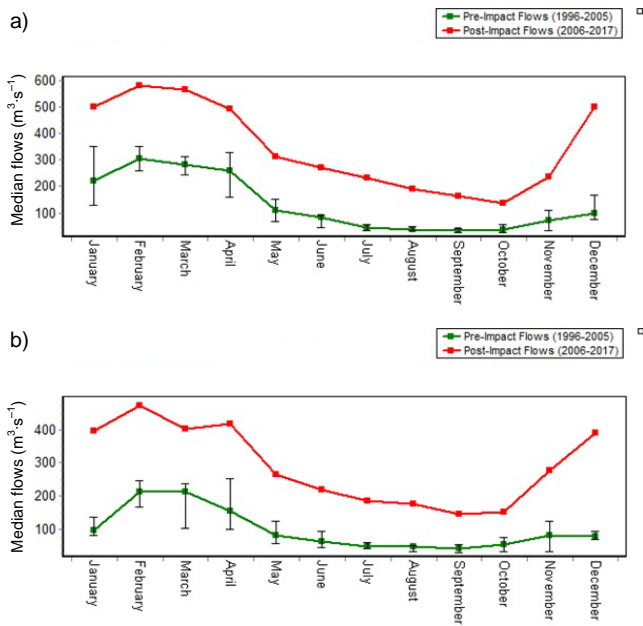 a)
Pre-Impact Flows (1996-2005)
Post-Impact Flows (2006-2017)
Median flows (m³·s⁻¹)
600
500
400
300
200
100
January
February
March
April
May
June
July
August
September
October
November
December
b)
Pre-Impact Flows (1996-2005)
Post-Impact Flows (2006-2017)
Median flows (m³·s⁻¹)
400
300
200
100
January
February
March
April
May
June
July
August
September
October
November
December